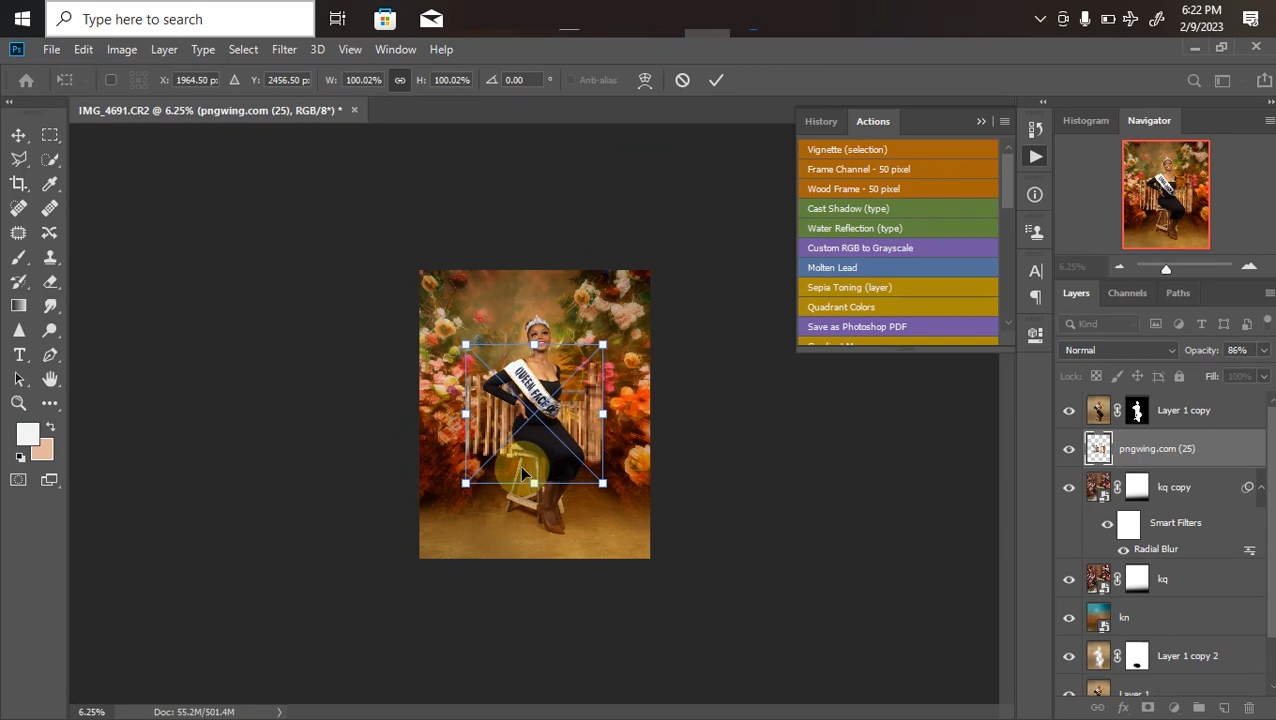 Type here to search
6:22 PM
2/9/2023
Ps File Edit Image Layer Type Select Filter 3D View Window Help
X: 1964.50 px Y: 2456.50 px W: 100.02% H: 100.02% 0.00 ° Anti-alias
IMG_4691.CR2 @ 6.25% (pngwing.com (25), RGB/8*) *
History Actions
Vignette (selection)
Frame Channel - 50 pixel
Wood Frame - 50 pixel
Cast Shadow (type)
Water Reflection (type)
Custom RGB to Grayscale
Molten Lead
Sepia Toning (layer)
Quadrant Colors
Save as Photoshop PDF
Histogram Navigator
6.25%
Layers Channels Paths
Kind
Normal Opacity: 86%
Lock: Fill: 100%
Layer 1 copy
pngwing.com (25)
kq copy
Smart Filters
Radial Blur
kq
kn
Layer 1 copy 2
Layer 1
QUEEN FACE
6.25% Doc: 55.2M/501.4M